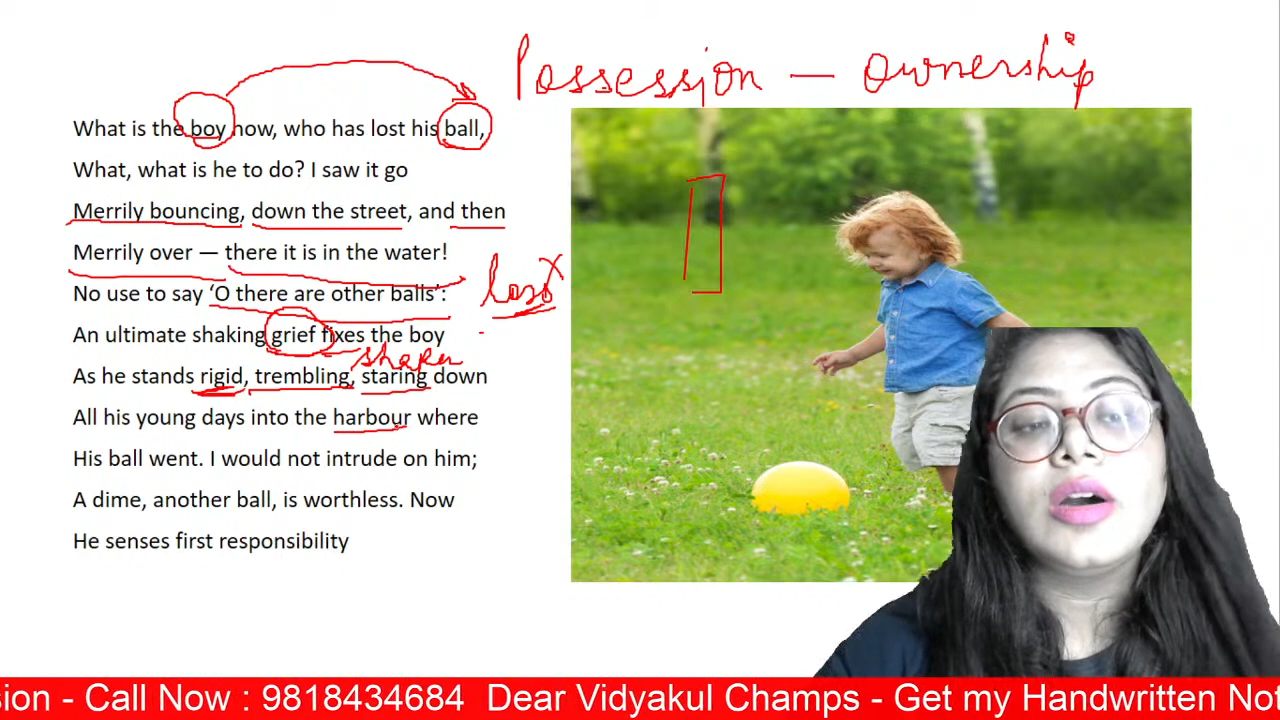 Possession — ownership
What is the boy now, who has lost his ball,
What, what is he to do? I saw it go
Merrily bouncing, down the street, and then
Merrily over — there it is in the water!
No use to say ‘O there are other balls’:
lost
An ultimate shaking grief fixes the boy
shaken
As he stands rigid, trembling, staring down
All his young days into the harbour where
His ball went. I would not intrude on him;
A dime, another ball, is worthless. Now
He senses first responsibility
sion - Call Now : 9818434684 Dear Vidyakul Champs - Get my Handwritten Not